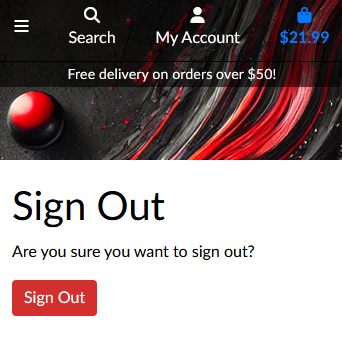 Search
My Account
$21.99
Free delivery on orders over $50!
Sign Out
Are you sure you want to sign out?
Sign Out